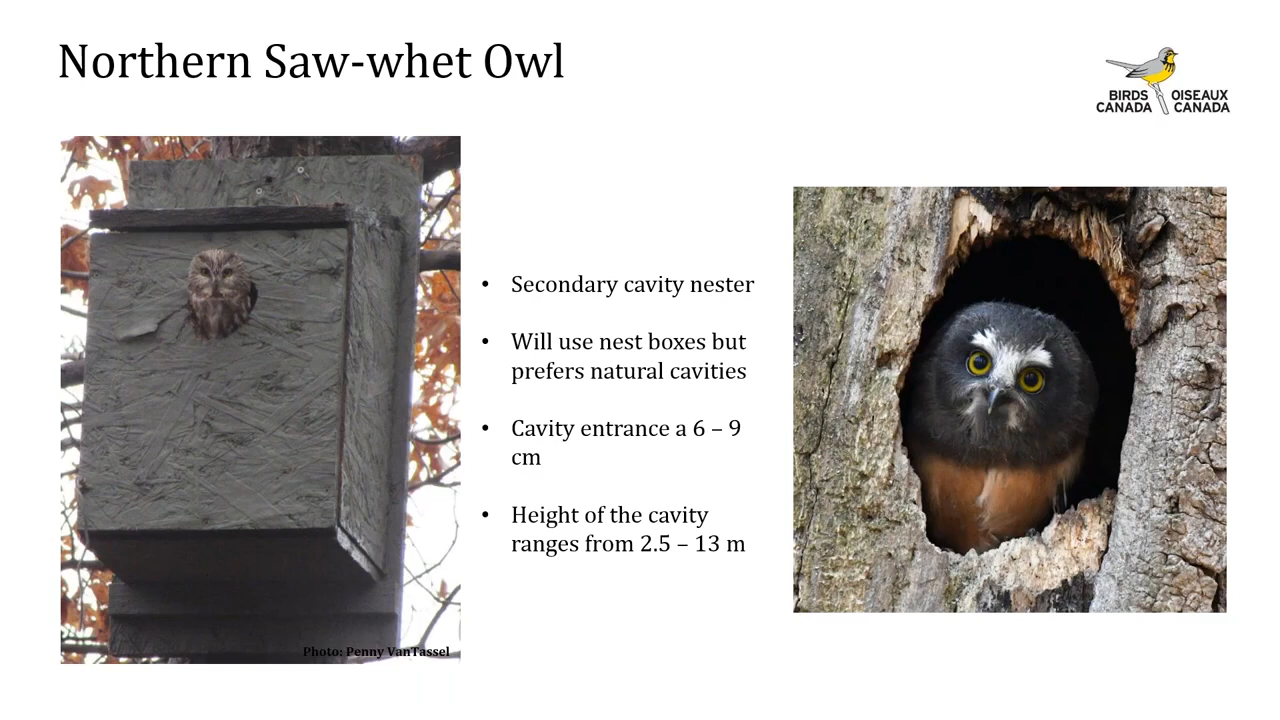 Northern Saw-whet Owl
BIRDS CANADA
OISEAUX CANADA
• Secondary cavity nester
• Will use nest boxes but
prefers natural cavities
• Cavity entrance a 6 – 9
cm
• Height of the cavity
ranges from 2.5 – 13 m
Photo: Penny VanTassel